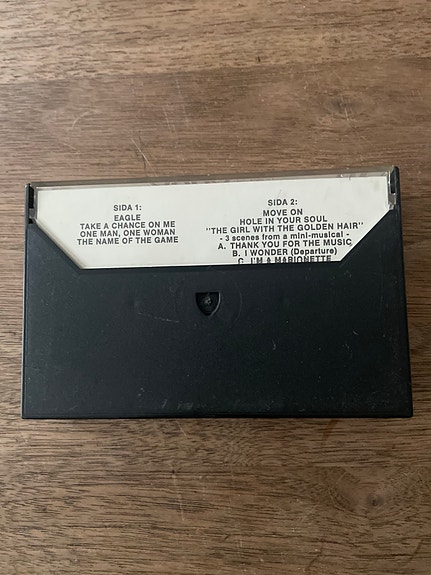 SIDA 1:
EAGLE
TAKE A CHANCE ON ME
ONE MAN, ONE WOMAN
THE NAME OF THE GAME
SIDA 2:
MOVE ON
HOLE IN YOUR SOUL
"THE GIRL WITH THE GOLDEN HAIR"
- 3 scenes from a mini-musical -
A. THANK YOU FOR THE MUSIC
B. I WONDER (Departure)
C. I'M A MARIONETTE